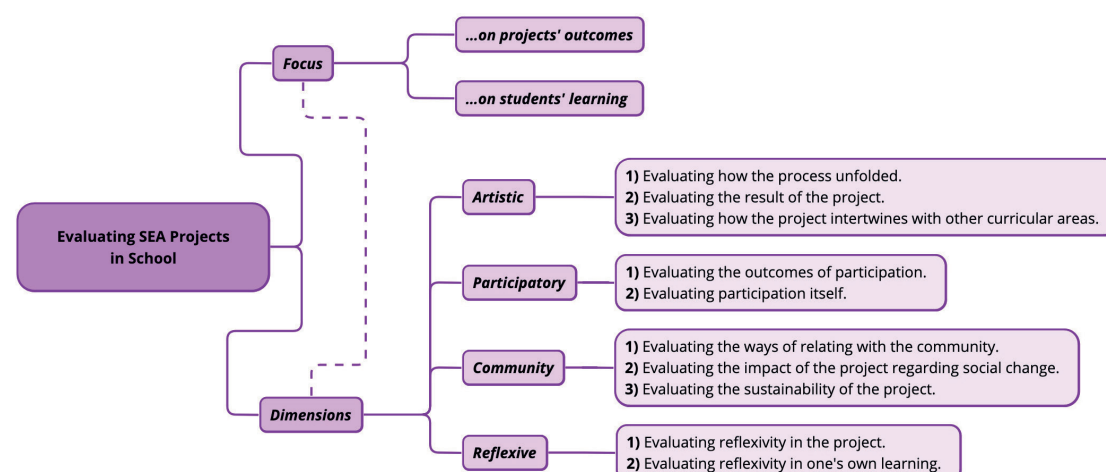 ...on projects' outcomes
Focus
...on students' learning
Evaluating SEA Projects
in School
Artistic
1) Evaluating how the process unfolded.
2) Evaluating the result of the project.
3) Evaluating how the project intertwines with other curricular areas.
Participatory
1) Evaluating the outcomes of participation.
2) Evaluating participation itself.
Community
1) Evaluating the ways of relating with the community.
2) Evaluating the impact of the project regarding social change.
3) Evaluating the sustainability of the project.
Dimensions
Reflexive
1) Evaluating reflexivity in the project.
2) Evaluating reflexivity in one's own learning.